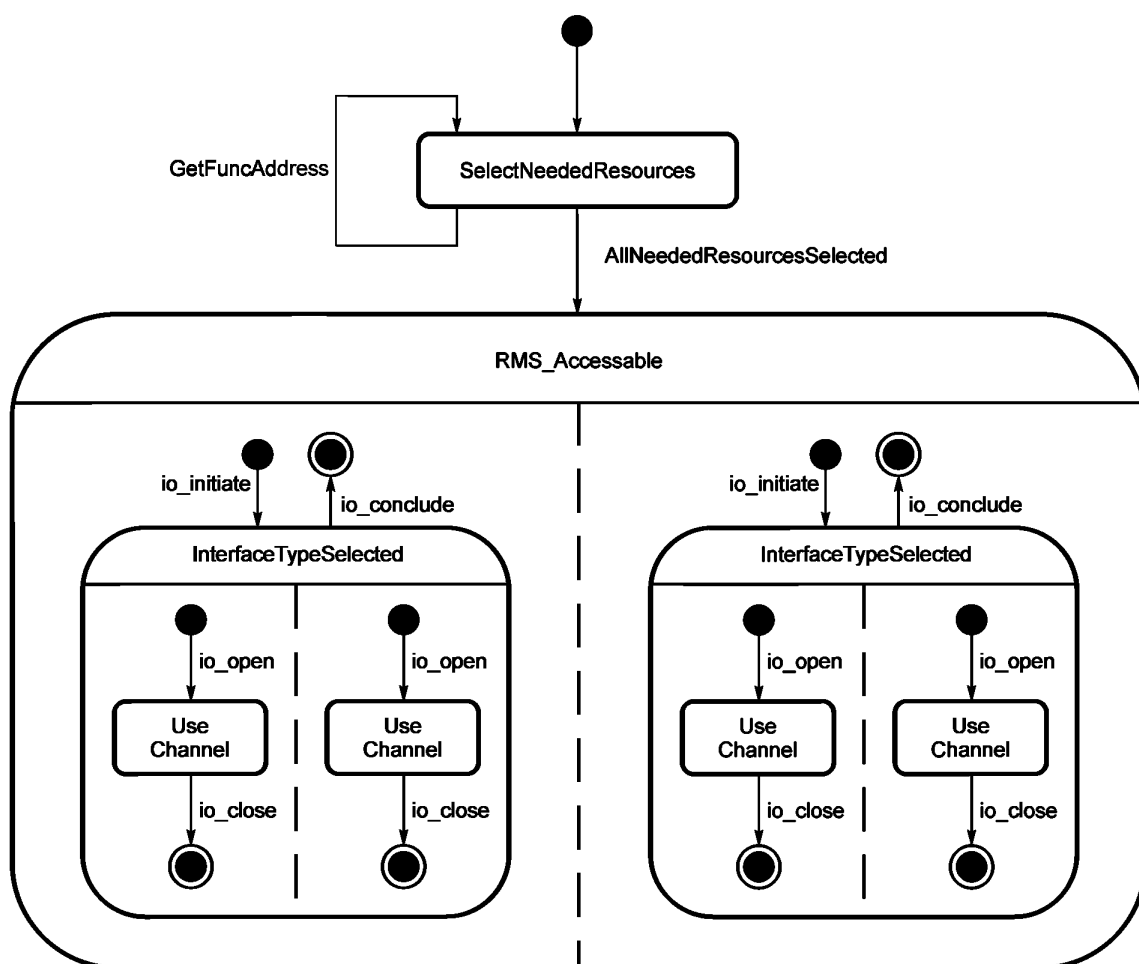 GetFuncAddress
SelectNeededResources
AllNeededResourcesSelected
RMS_Accessable
io_initiate
io_conclude
InterfaceTypeSelected
io_open
io_open
Use
Channel
Use
Channel
io_close
io_close
io_initiate
io_conclude
InterfaceTypeSelected
io_open
io_open
Use
Channel
Use
Channel
io_close
io_close